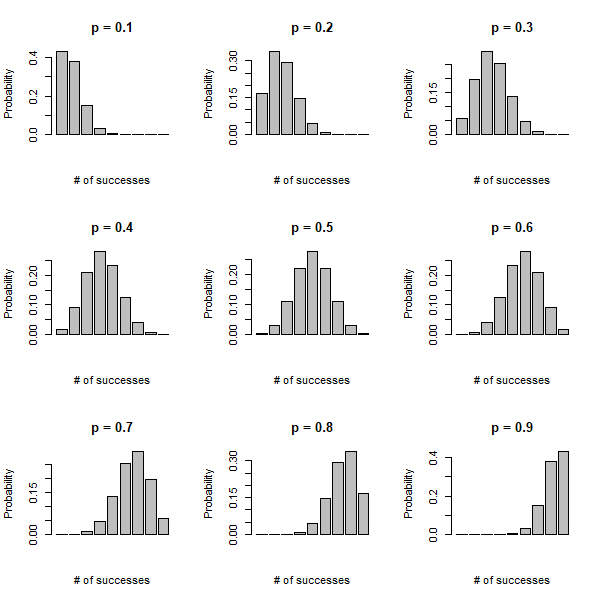 p = 0.1
p = 0.2
p = 0.3
Probability
0.0 0.2 0.4
# of successes
Probability
0.00 0.15 0.30
# of successes
Probability
0.00 0.15
# of successes
p = 0.4
p = 0.5
p = 0.6
Probability
0.00 0.10 0.20
# of successes
Probability
0.00 0.10 0.20
# of successes
Probability
0.00 0.10 0.20
# of successes
p = 0.7
p = 0.8
p = 0.9
Probability
0.00 0.15
# of successes
Probability
0.00 0.15 0.30
# of successes
Probability
0.0 0.2 0.4
# of successes